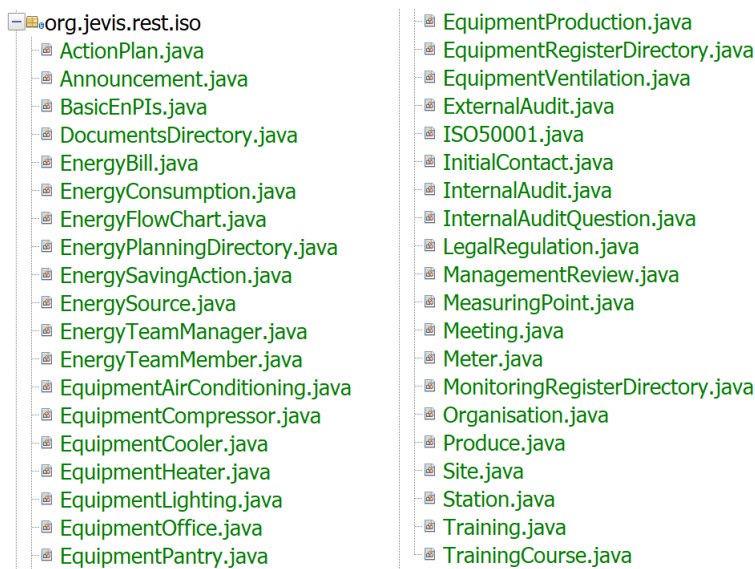 org.jevis.rest.iso
ActionPlan.java
Announcement.java
BasicEnPIs.java
DocumentsDirectory.java
EnergyBill.java
EnergyConsumption.java
EnergyFlowChart.java
EnergyPlanningDirectory.java
EnergySavingAction.java
EnergySource.java
EnergyTeamManager.java
EnergyTeamMember.java
EquipmentAirConditioning.java
EquipmentCompressor.java
EquipmentCooler.java
EquipmentHeater.java
EquipmentLighting.java
EquipmentOffice.java
EquipmentPantry.java
EquipmentProduction.java
EquipmentRegisterDirectory.java
EquipmentVentilation.java
ExternalAudit.java
ISO50001.java
InitialContact.java
InternalAudit.java
InternalAuditQuestion.java
LegalRegulation.java
ManagementReview.java
MeasuringPoint.java
Meeting.java
Meter.java
MonitoringRegisterDirectory.java
Organisation.java
Produce.java
Site.java
Station.java
Training.java
TrainingCourse.java